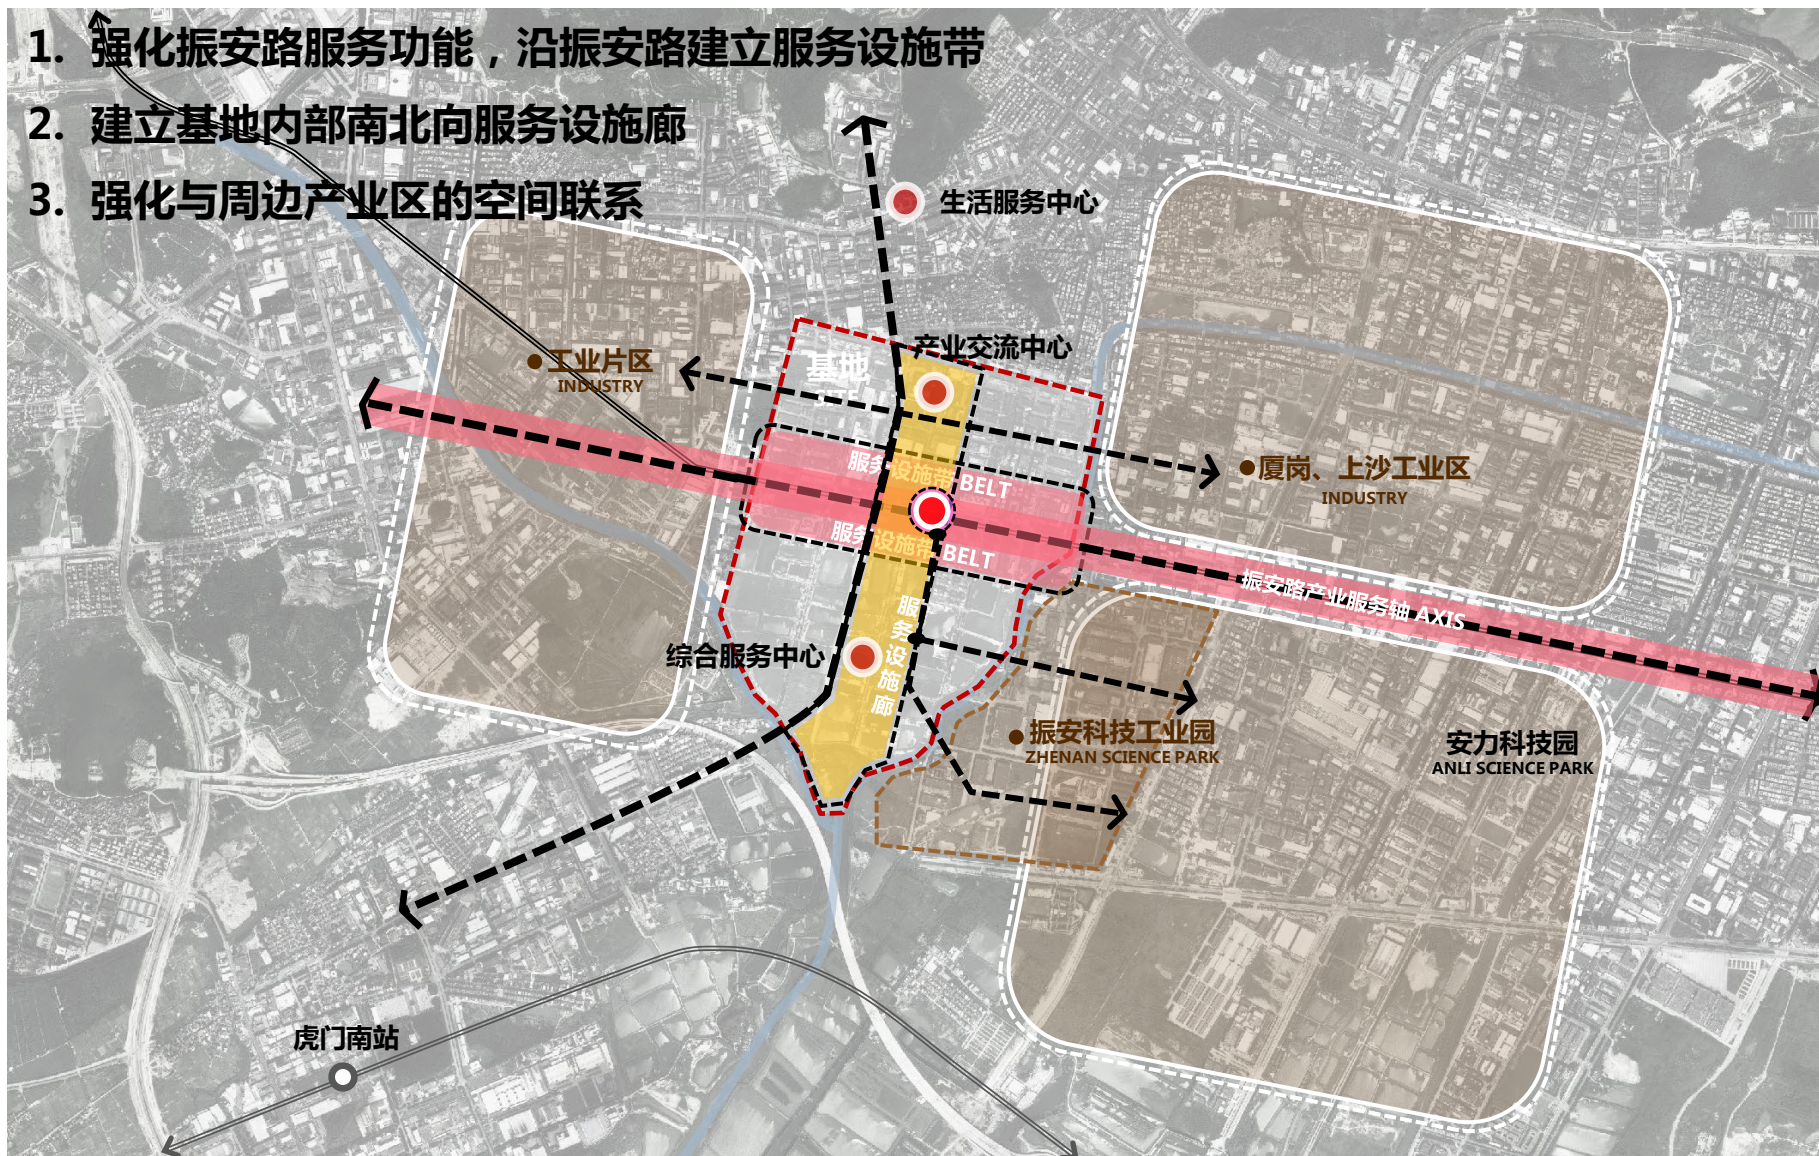 1. 强化振安路服务功能，沿振安路建立服务设施带
2. 建立基地内部南北向服务设施廊
3. 强化与周边产业区的空间联系
生活服务中心
产业交流中心
基地
工业片区
INDUSTRY
服务设施带 BELT
厦岗、上沙工业区
INDUSTRY
服务设施带 BELT
振安路产业服务轴 AXIS
服务设施廊
综合服务中心
振安科技工业园
ZHENAN SCIENCE PARK
安力科技园
ANLI SCIENCE PARK
虎门南站